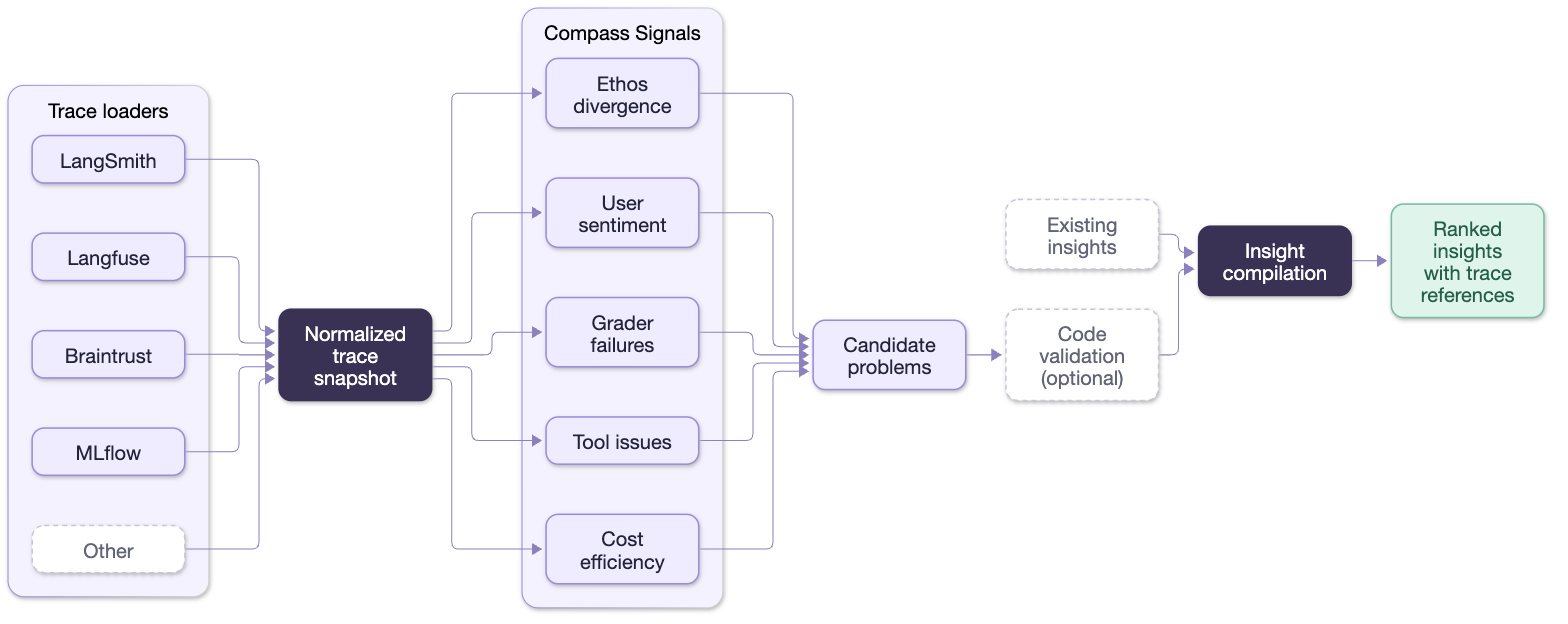 Trace loaders
LangSmith
Langfuse
Braintrust
MLflow
Other
Normalized
trace
snapshot
Compass Signals
Ethos
divergence
User
sentiment
Grader
failures
Tool issues
Cost
efficiency
Candidate
problems
Existing
insights
Code
validation
(optional)
Insight
compilation
Ranked
insights
with trace
references